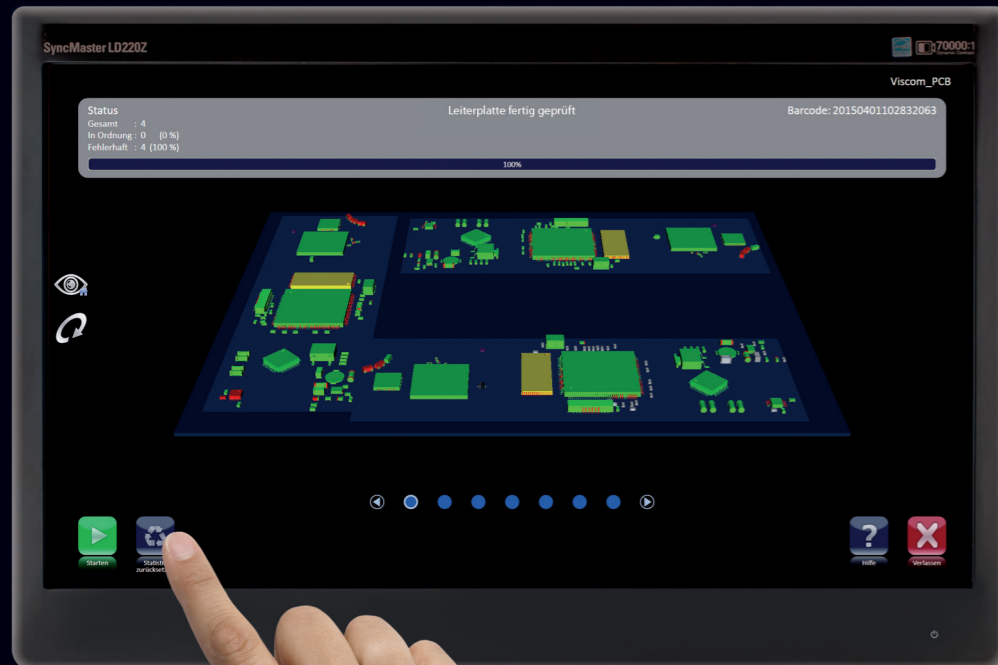 SyncMaster LD220Z
70000:1
Viscom_PCB
Status
Leiterplatte fertig geprüft
Barcode: 20150401102832063
Gesamt : 4
In Ordnung : 0 (0 %)
Fehlerhaft : 4 (100 %)
100%
Starten
zurücksetz
?
Hilfe
Verlassen